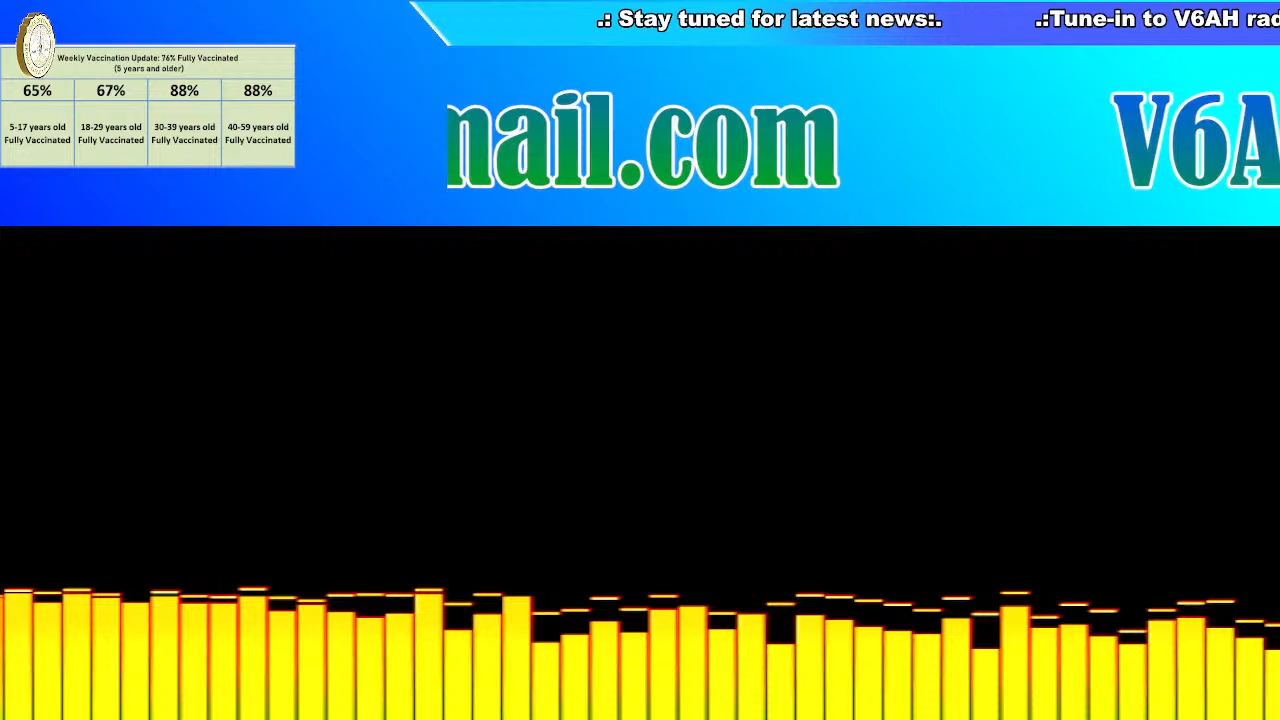 .: Stay tuned for latest news:.
.:Tune-in to V6AH rad
Weekly Vaccination Update: 76% Fully Vaccinated
(5 years and older)
65% 67% 88% 88%
5-17 years old 18-29 years old 30-39 years old 40-59 years old
Fully Vaccinated Fully Vaccinated Fully Vaccinated Fully Vaccinated
nail.com V6A